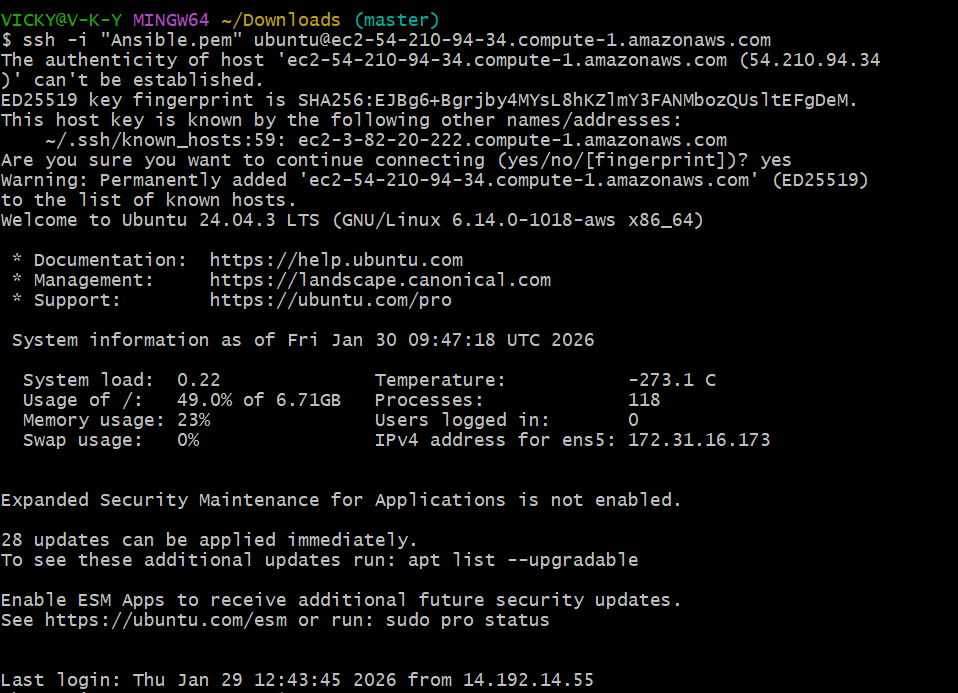 VICKY@V-K-Y MINGW64 ~/Downloads (master)
$ ssh -i "Ansible.pem" ubuntu@ec2-54-210-94-34.compute-1.amazonaws.com
The authenticity of host 'ec2-54-210-94-34.compute-1.amazonaws.com (54.210.94.34
)' can't be established.
ED25519 key fingerprint is SHA256:EJBg6+Bgrjby4MYsL8hKZlmY3FANMbozQUsltEFgDeM.
This host key is known by the following other names/addresses:
    ~/.ssh/known_hosts:59: ec2-3-82-20-222.compute-1.amazonaws.com
Are you sure you want to continue connecting (yes/no/[fingerprint])? yes
Warning: Permanently added 'ec2-54-210-94-34.compute-1.amazonaws.com' (ED25519)
to the list of known hosts.
Welcome to Ubuntu 24.04.3 LTS (GNU/Linux 6.14.0-1018-aws x86_64)

 * Documentation:  https://help.ubuntu.com
 * Management:     https://landscape.canonical.com
 * Support:        https://ubuntu.com/pro

 System information as of Fri Jan 30 09:47:18 UTC 2026

  System load:  0.22              Temperature:           -273.1 C
  Usage of /:   49.0% of 6.71GB   Processes:             118
  Memory usage: 23%               Users logged in:       0
  Swap usage:   0%                IPv4 address for ens5: 172.31.16.173

Expanded Security Maintenance for Applications is not enabled.

28 updates can be applied immediately.
To see these additional updates run: apt list --upgradable

Enable ESM Apps to receive additional future security updates.
See https://ubuntu.com/esm or run: sudo pro status

Last login: Thu Jan 29 12:43:45 2026 from 14.192.14.55